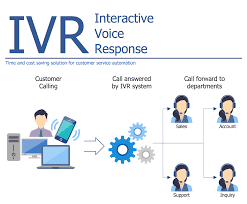 IVR
Interactive
Voice
Response
Time and cost saving solution for customer service automation
Customer
Calling
Call answered
by IVR system
Call forward to
departments
Sales
Account
Support
Inquiry